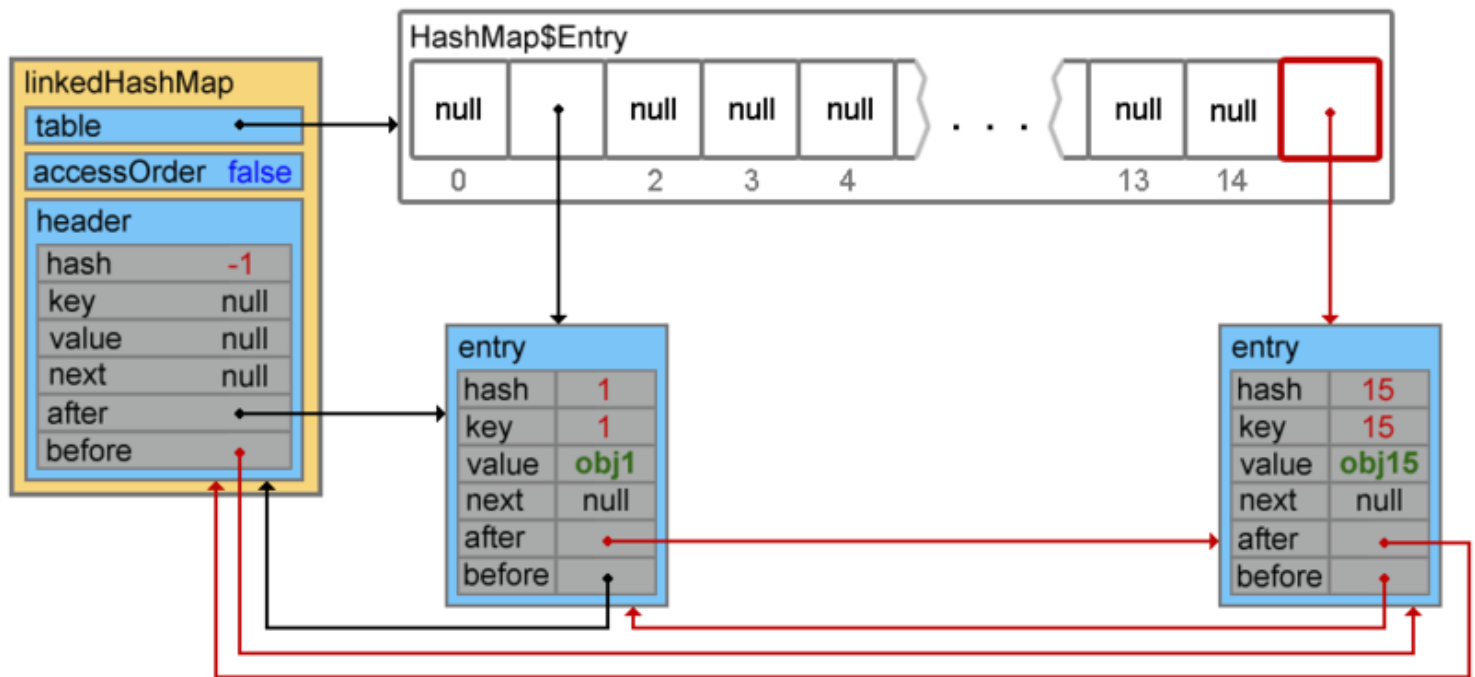 HashMap$Entry
null null null null null null
. . .
0 2 3 4 13 14
linkedHashMap
table
accessOrder false
header
hash -1
key null
value null
next null
after
before
entry
hash 1
key 1
value obj1
next null
after
before
entry
hash 15
key 15
value obj15
next null
after
before